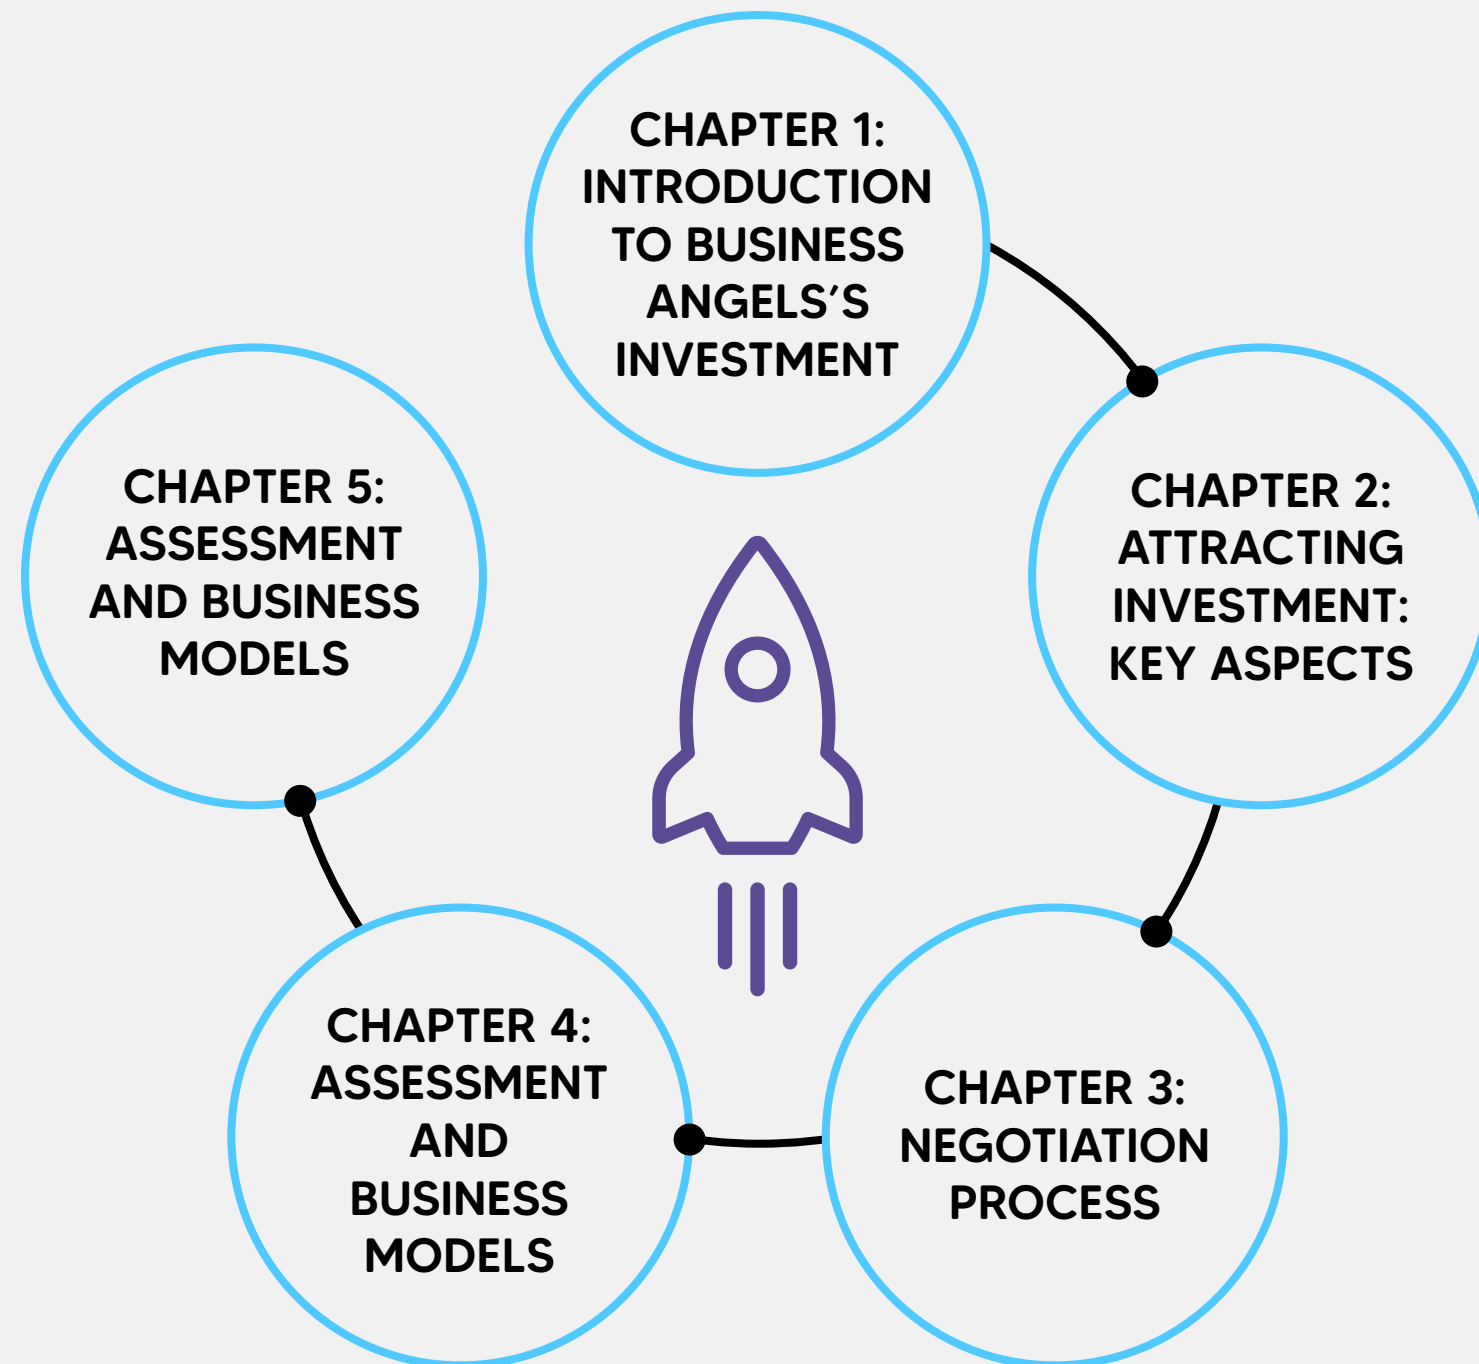 CHAPTER 1:
INTRODUCTION
TO BUSINESS
ANGELS'S
INVESTMENT
CHAPTER 2:
ATTRACTING
INVESTMENT:
KEY ASPECTS
CHAPTER 3:
NEGOTIATION
PROCESS
CHAPTER 4:
ASSESSMENT
AND
BUSINESS
MODELS
CHAPTER 5:
ASSESSMENT
AND BUSINESS
MODELS